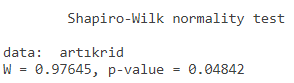 Shapiro-Wilk normality test
data:  artıkrid
W = 0.97645, p-value = 0.04842